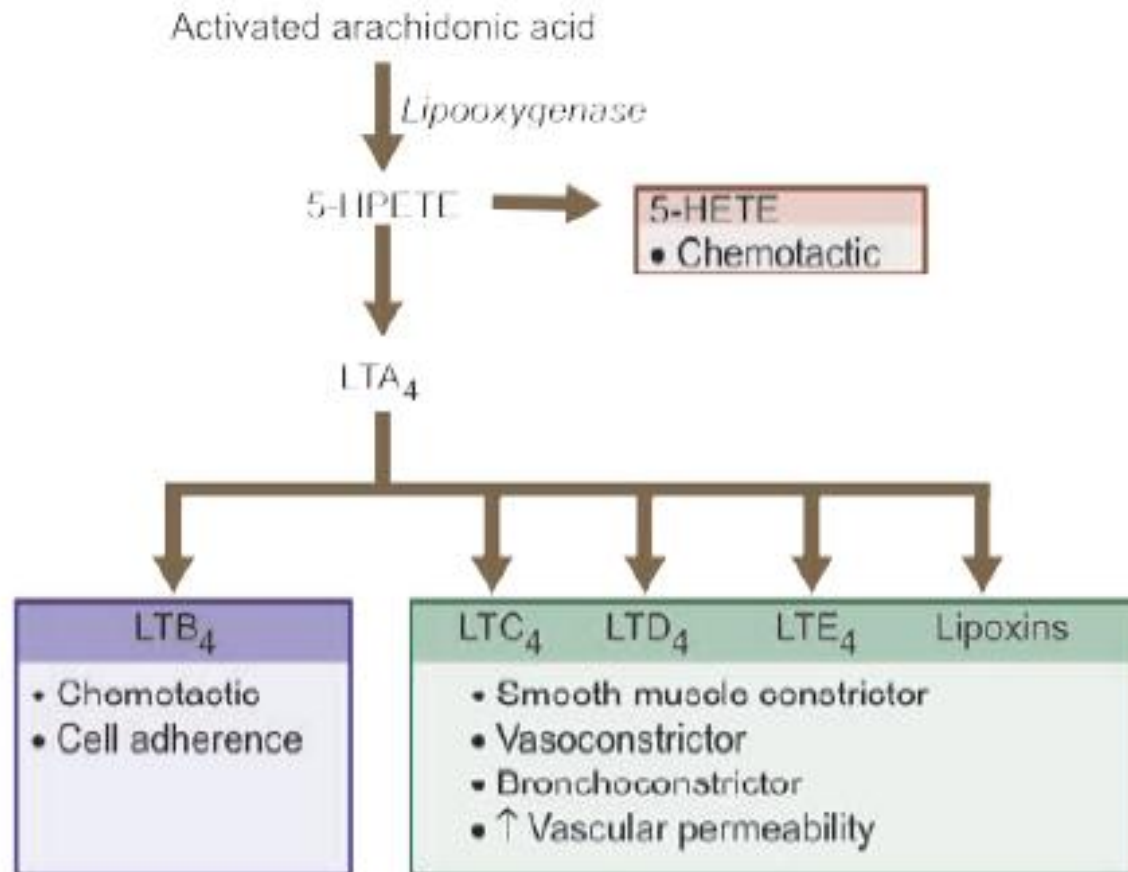 Activated arachidonic acid
Lipooxygenase
5-HPETE
5-HETE
• Chemotactic
LTA₄
LTB₄
• Chemotactic
• Cell adherence
LTC₄ LTD₄ LTE₄ Lipoxins
• Smooth muscle constrictor
• Vasoconstrictor
• Bronchoconstrictor
• ↑ Vascular permeability